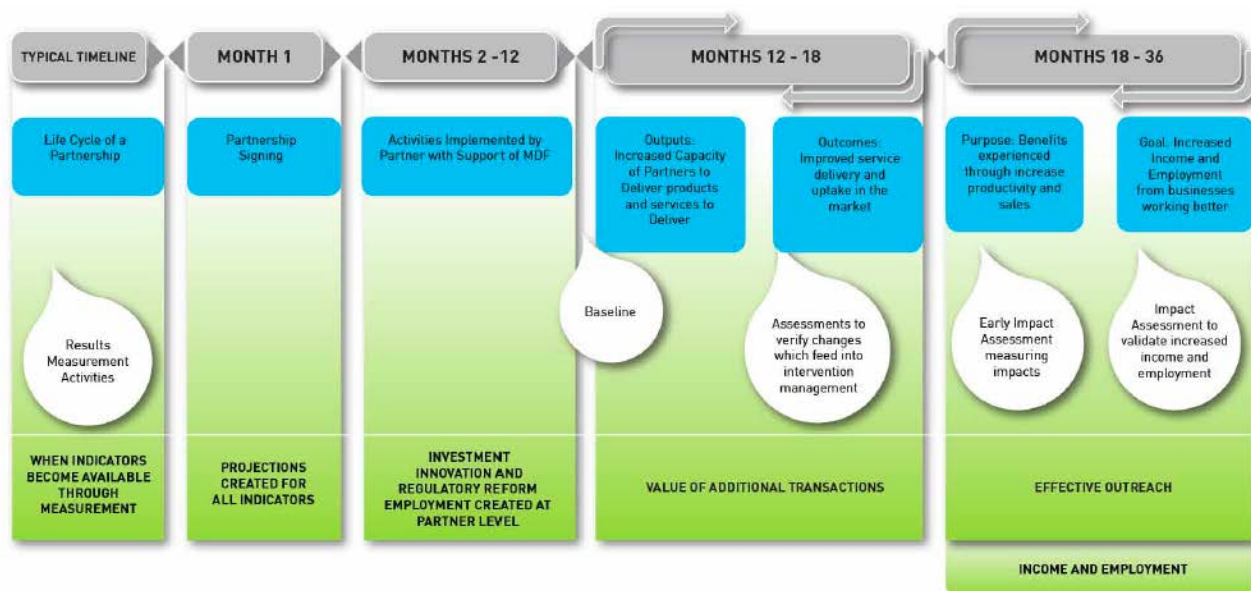 TYPICAL TIMELINE
MONTH 1
MONTHS 2 -12
MONTHS 12 - 18
MONTHS 18 - 36
Life Cycle of a
Partnership
Partnership
Signing
Activities Implemented by
Partner with Support of MDF
Outputs:
Increased Capacity
of Partners to
Deliver products
and services to
Deliver
Outcomes:
Improved service
delivery and
uptake in the
market
Purpose: Benefits
experienced
through increase
productivity and
sales
Goal: Increased
Income and
Employment
from businesses
working better
Results
Measurement
Activities
Baseline
Assessments to
verify changes
which feed into
intervention
management
Early Impact
Assessment
measuring
impacts
Impact
Assessment to
validate increased
income and
employment
WHEN INDICATORS
BECOME AVAILABLE
THROUGH
MEASUREMENT
PROJECTIONS
CREATED FOR
ALL INDICATORS
INVESTMENT
INNOVATION AND
REGULATORY REFORM
EMPLOYMENT CREATED AT
PARTNER LEVEL
VALUE OF ADDITIONAL TRANSACTIONS
EFFECTIVE OUTREACH
INCOME AND EMPLOYMENT